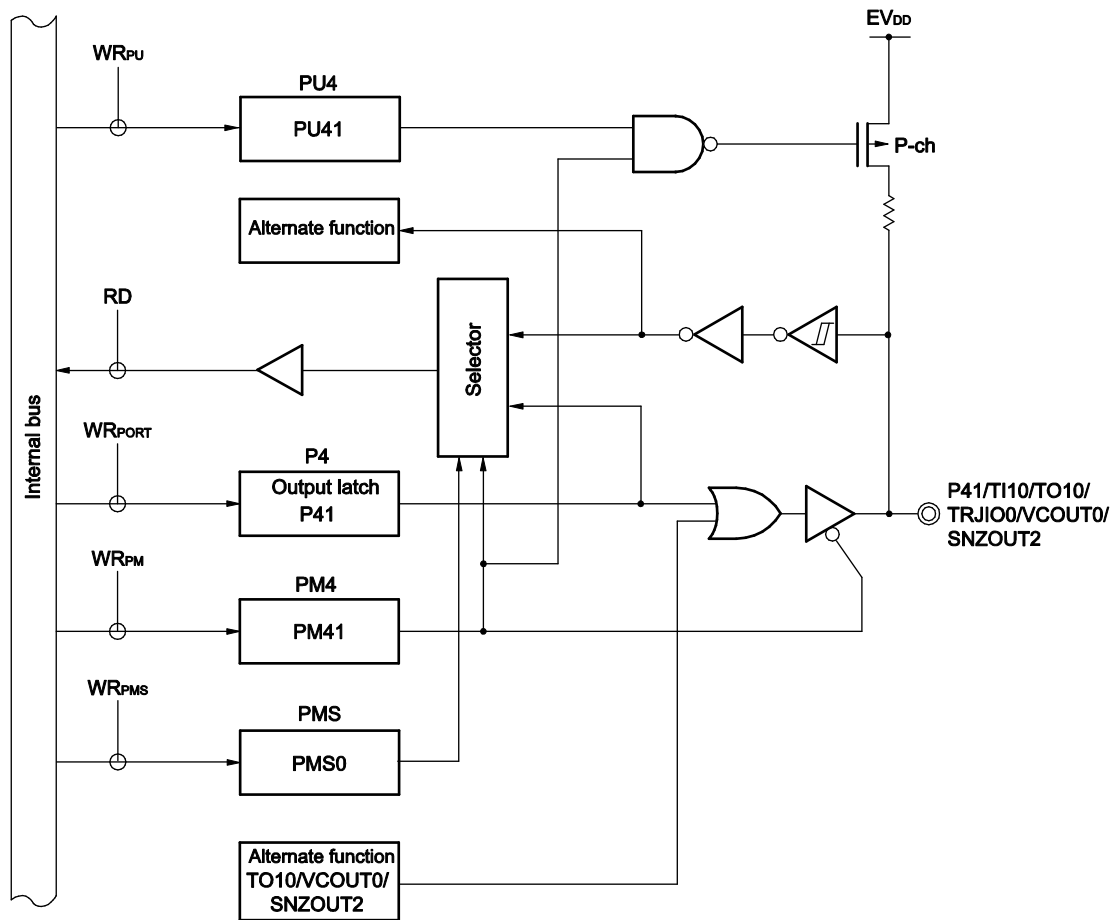 EVDD
WRPU
PU4
PU41
P-ch
Alternate function
RD
Selector
Internal bus
WRPORT
P4
Output latch
P41
P41/TI10/TO10/
TRJIO0/VCOUT0/
SNZOUT2
WRPM
PM4
PM41
WRPMS
PMS
PMS0
Alternate function
TO10/VCOUT0/
SNZOUT2